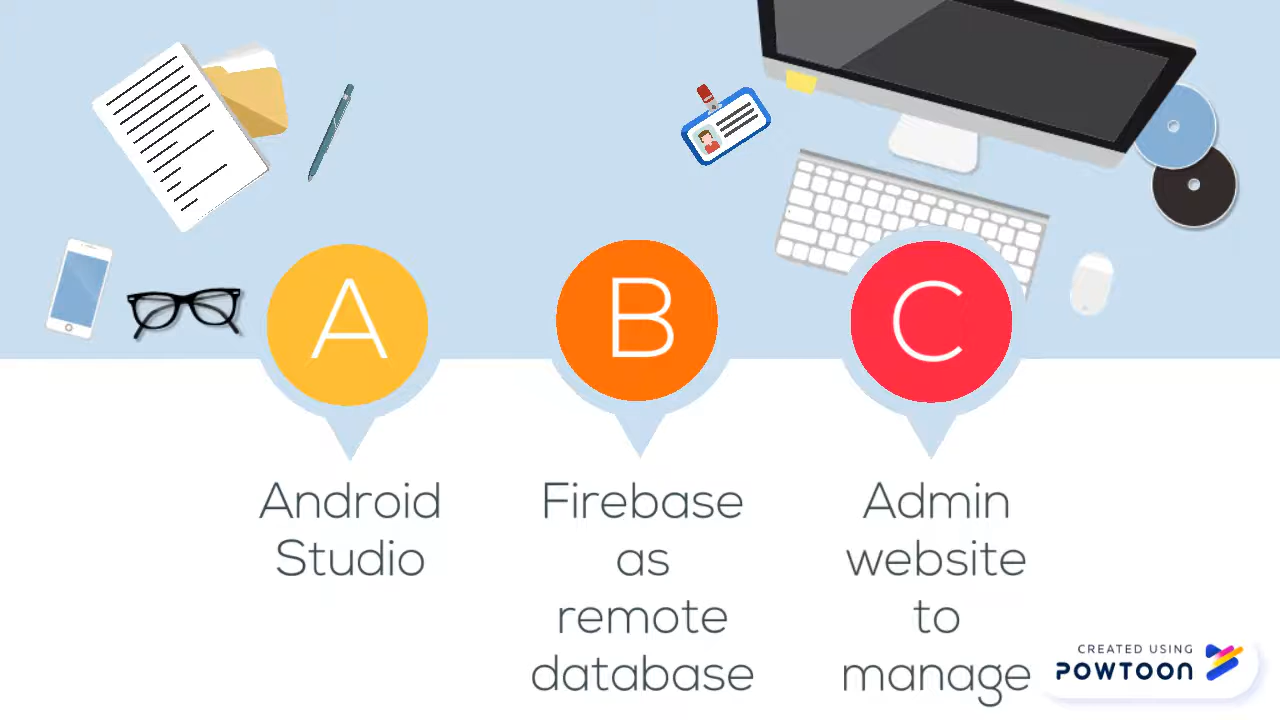 A
B
C
Android
Studio
Firebase
as
remote
database
Admin
website
to
manage
CREATED USING
POWTOON